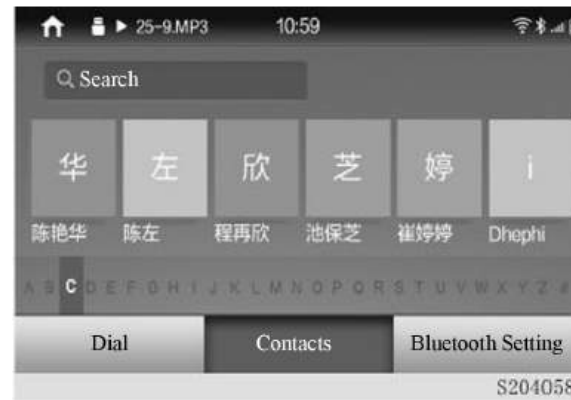 25-9.MP3 10:59
Search
华 左 欣 芝 婷 i
陈艳华 陈左 程再欣 池保芝 崔婷婷 Dhephi
A B C D E F G H I J K L M N O P Q R S T U V W X Y Z #
Dial Contacts Bluetooth Setting
S204058